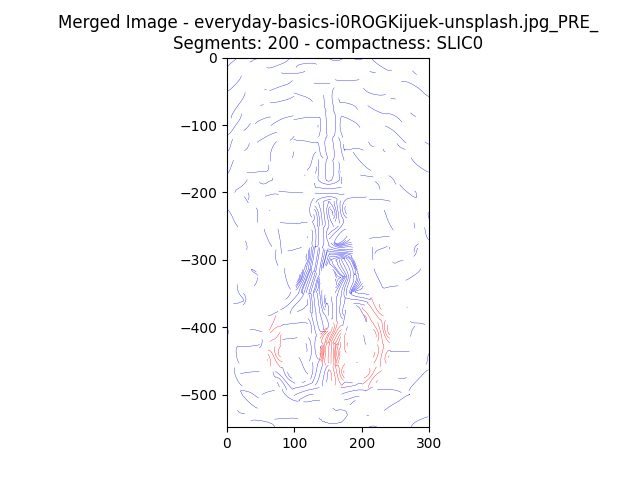 Merged Image - everyday-basics-i0ROGKijuek-unsplash.jpg_PRE_
Segments: 200 - compactness: SLIC0
0
−100
−200
−300
−400
−500
0 100 200 300